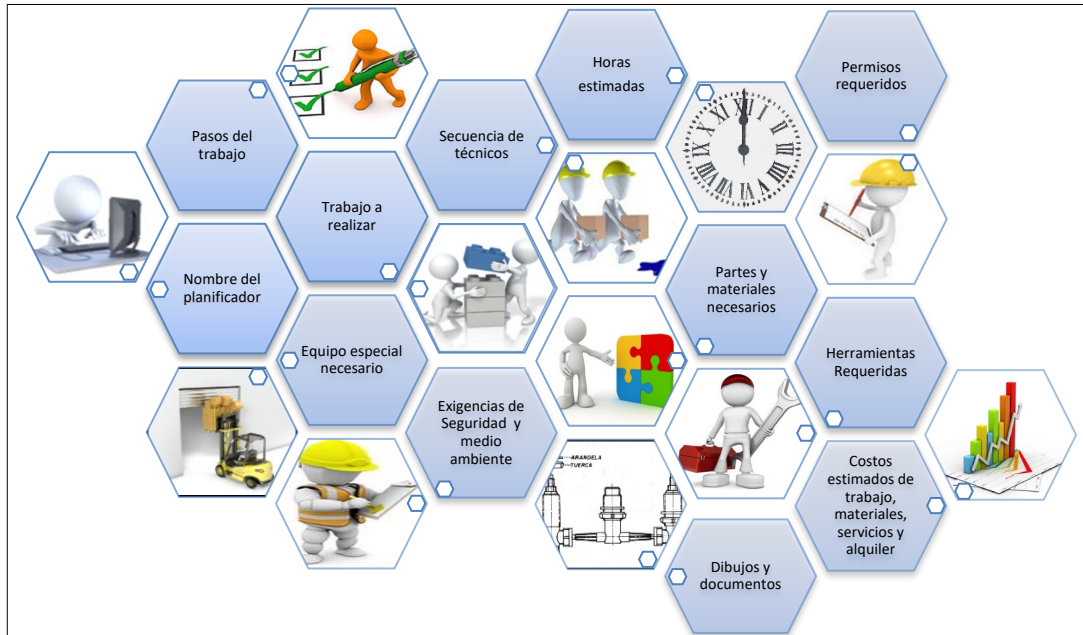 Horas
estimadas
Permisos
requeridos
Pasos del
trabajo
Secuencia de
técnicos
Trabajo a
realizar
Nombre del
planificador
Partes y
materiales
necesarios
Equipo especial
necesario
Herramientas
Requeridas
Exigencias de
Seguridad y
medio
ambiente
ARANDELA
TUERCA
Costos
estimados de
trabajo,
materiales,
servicios y
alquiler
Dibujos y
documentos